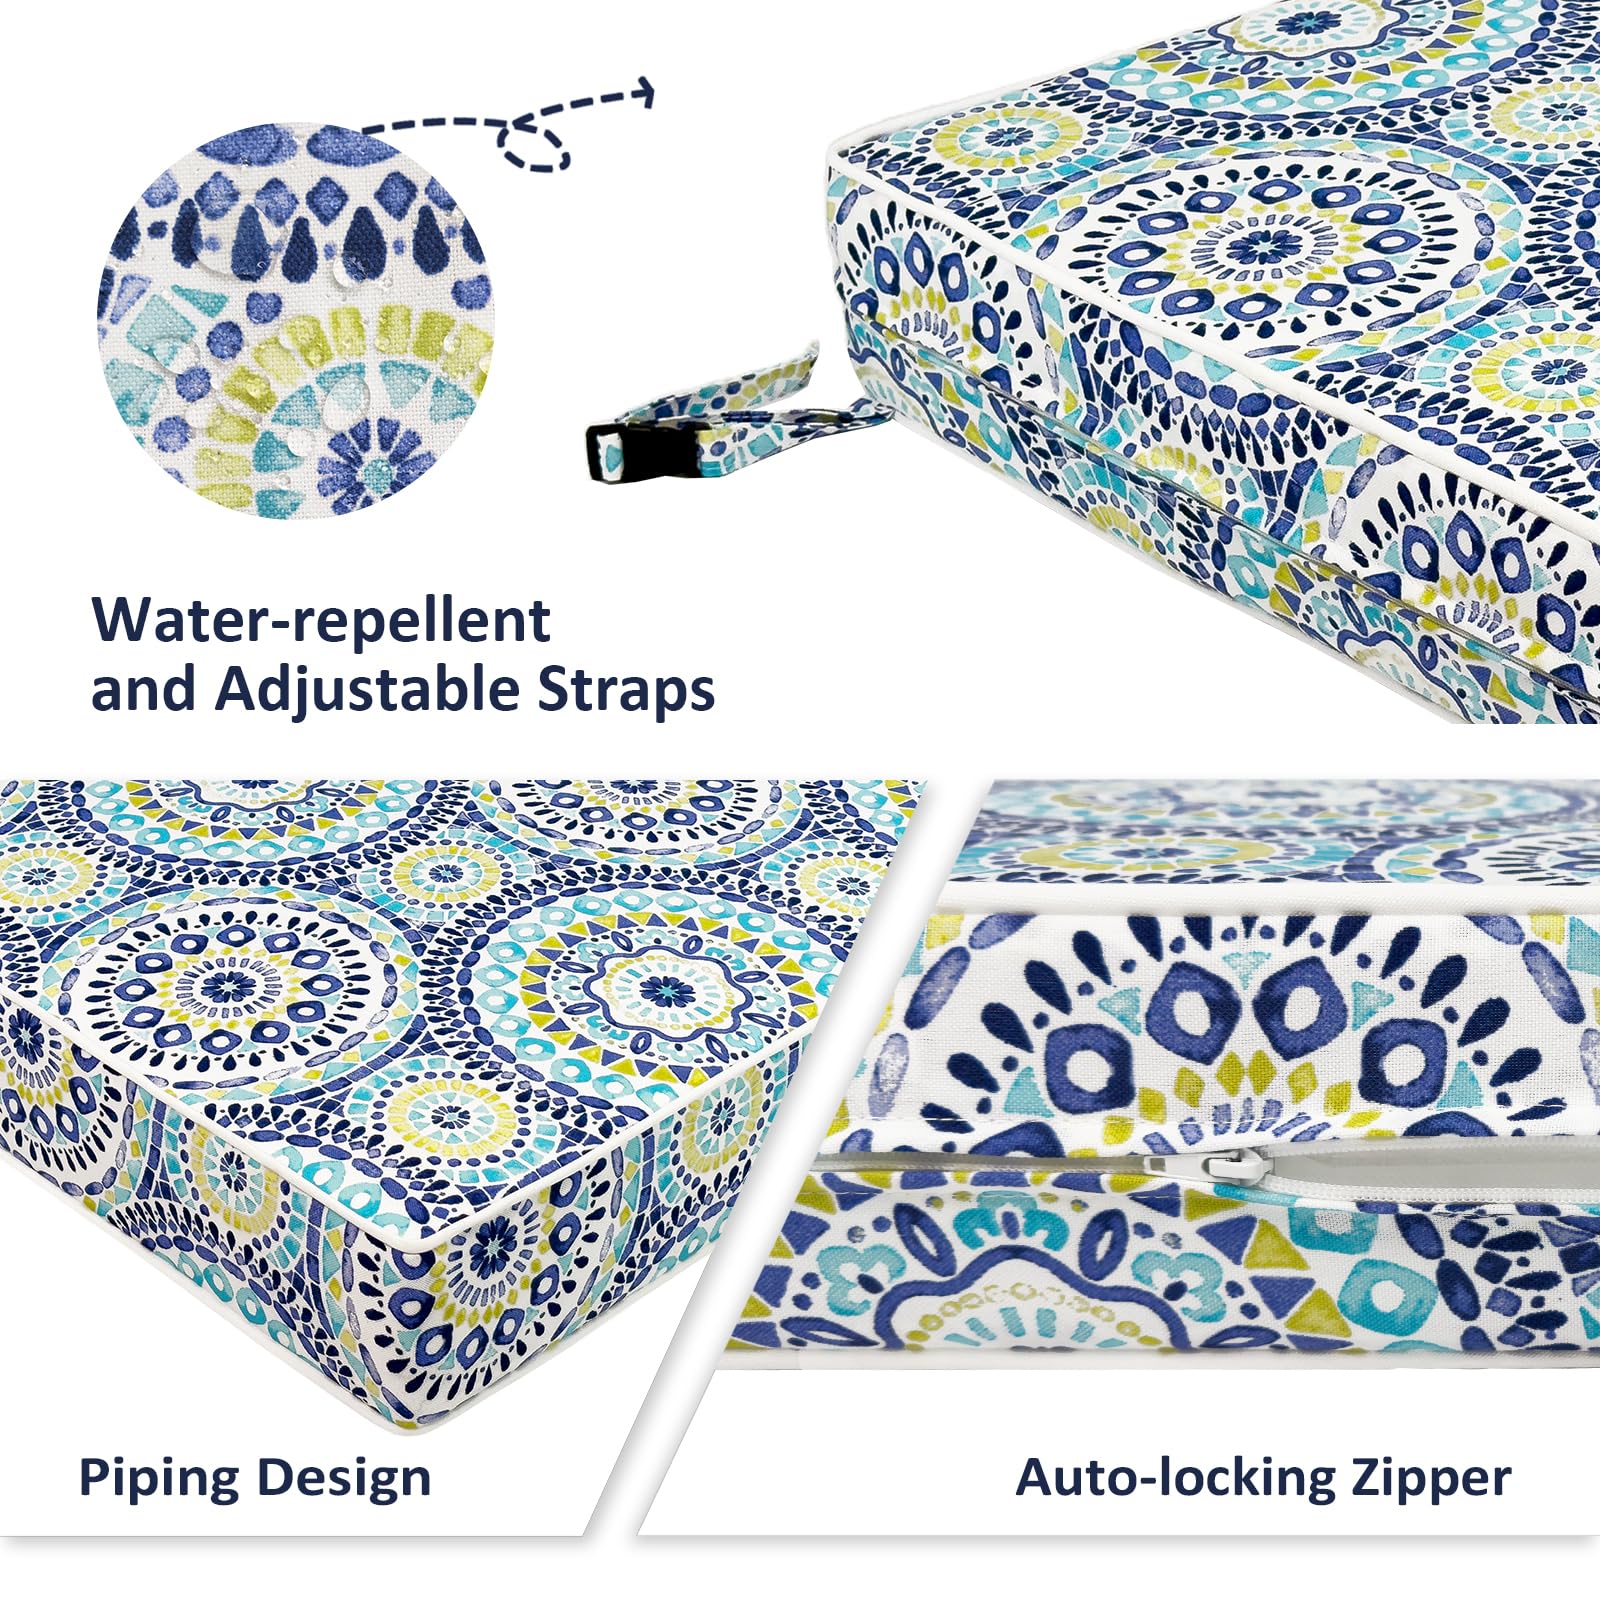 Water-repellent
and Adjustable Straps
Piping Design
Auto-locking Zipper